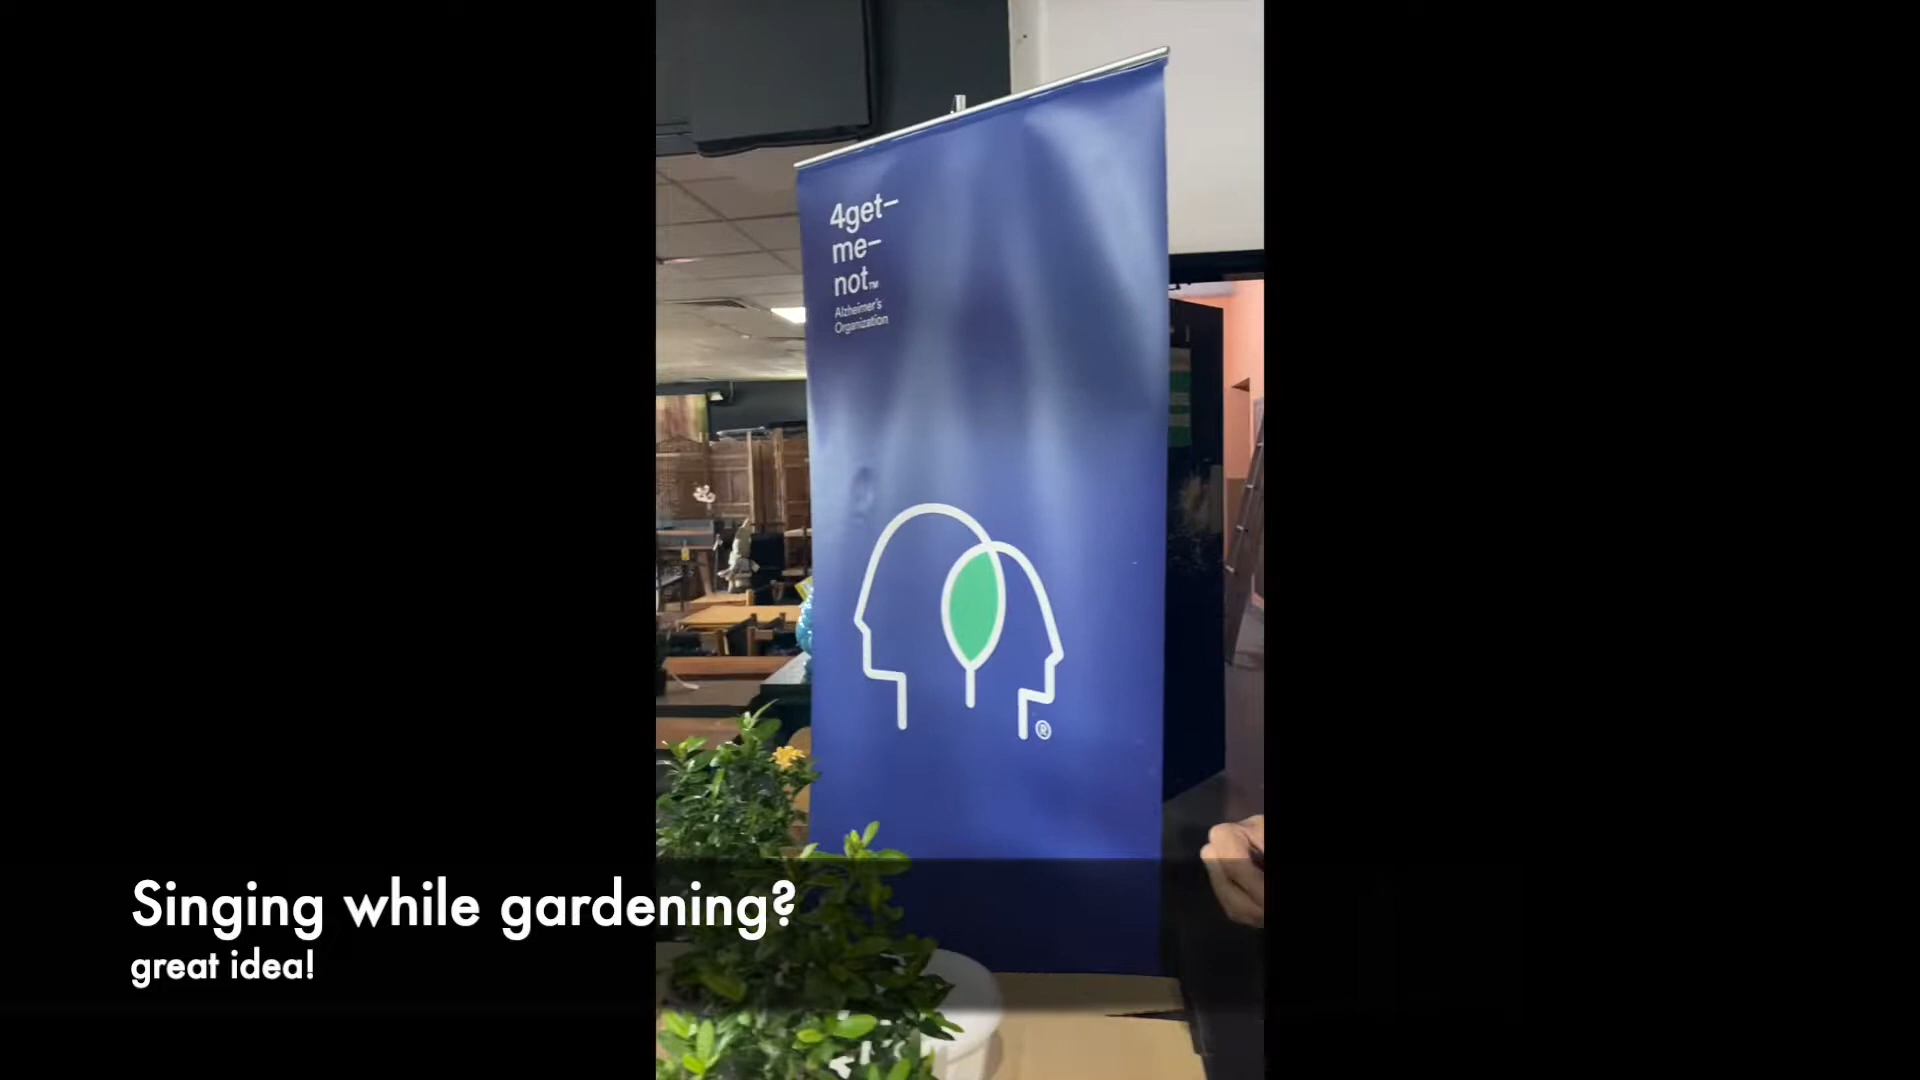 4get–
me–
not™
Alzheimer's
Organization
®
Singing while gardening?
great idea!